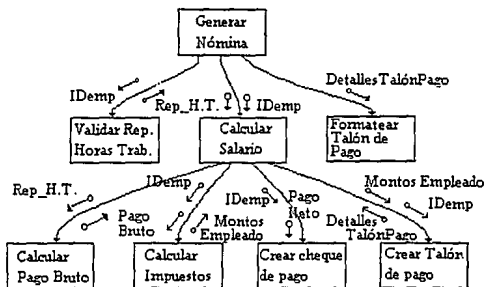 Generar
Nómina
IDemp
Rep_H.T.
IDemp
DetallesTalónPago
Validar Rep.
Horas Trab.
Calcular
Salario
Formatear
Talón de
Pago
Rep_H.T.
Pago
Bruto
IDemp
Montos
Empleado
IDemp
Pago
Neto
Montos Empleado
IDemp
Detalles
TalónPago
Calcular
Pago Bruto
Calcular
Impuestos
Crear cheque
de pago
Crear Talón
de pago